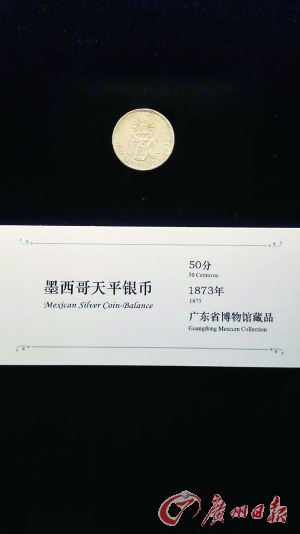 墨西哥天平银币
Mexican Silver Coin-Balance
50分
50 Centavos
1873年
1873
广东省博物馆藏品
Guangdong Museum Collection
广州日报